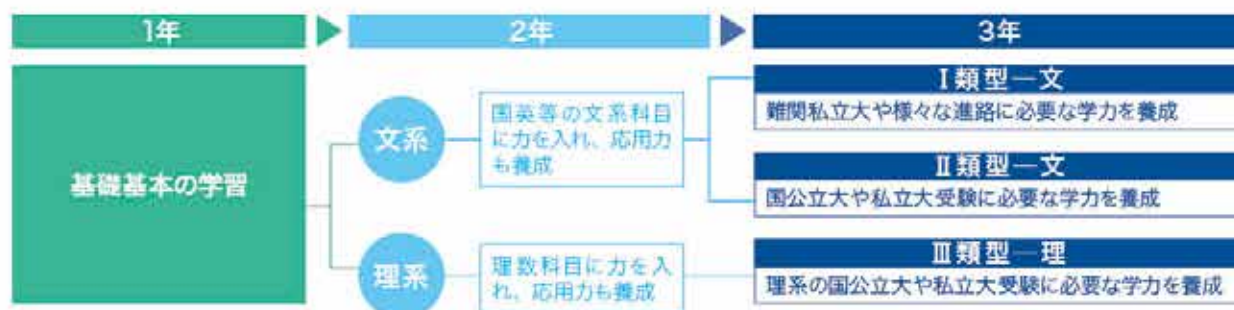 1年
2年
3年
基礎基本の学習
文系
国英等の文系科目
に力を入れ、応用力
も養成
理系
理数科目に力を入
れ、応用力も養成
Ⅰ類型―文
難関私立大や様々な進路に必要な学力を養成
Ⅱ類型―文
国公立大や私立大受験に必要な学力を養成
Ⅲ類型―理
理系の国公立大や私立大受験に必要な学力を養成